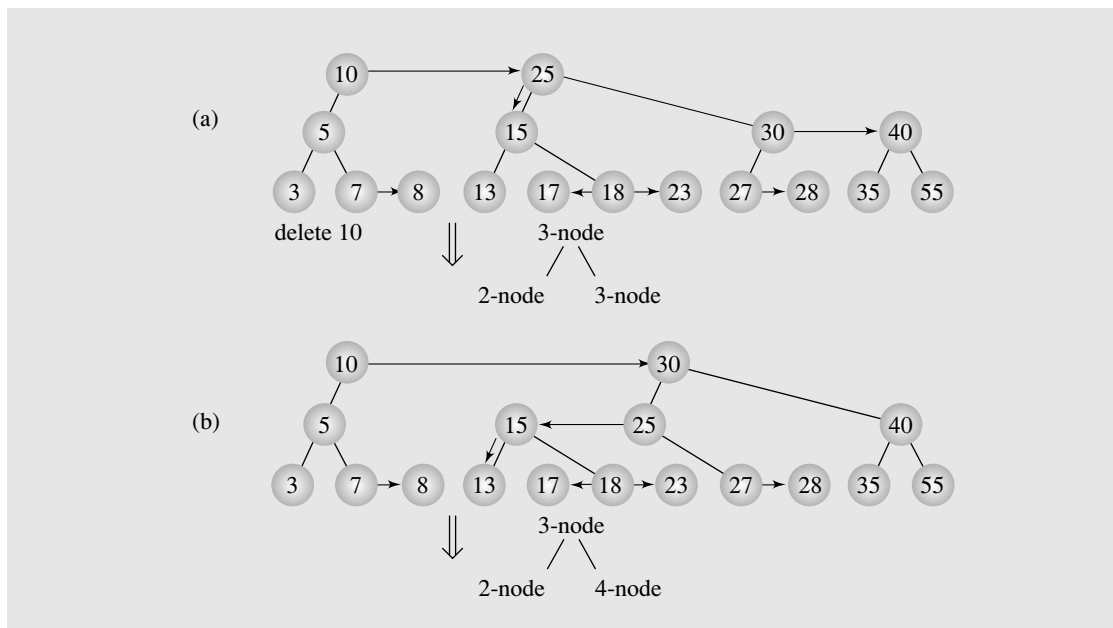 10 25
(a) 5 15 30 40
3 7 8 13 17 18 23 27 28 35 55
delete 10 3-node
2-node 3-node
10 30
(b) 5 15 25 40
3 7 8 13 17 18 23 27 28 35 55
3-node
2-node 4-node